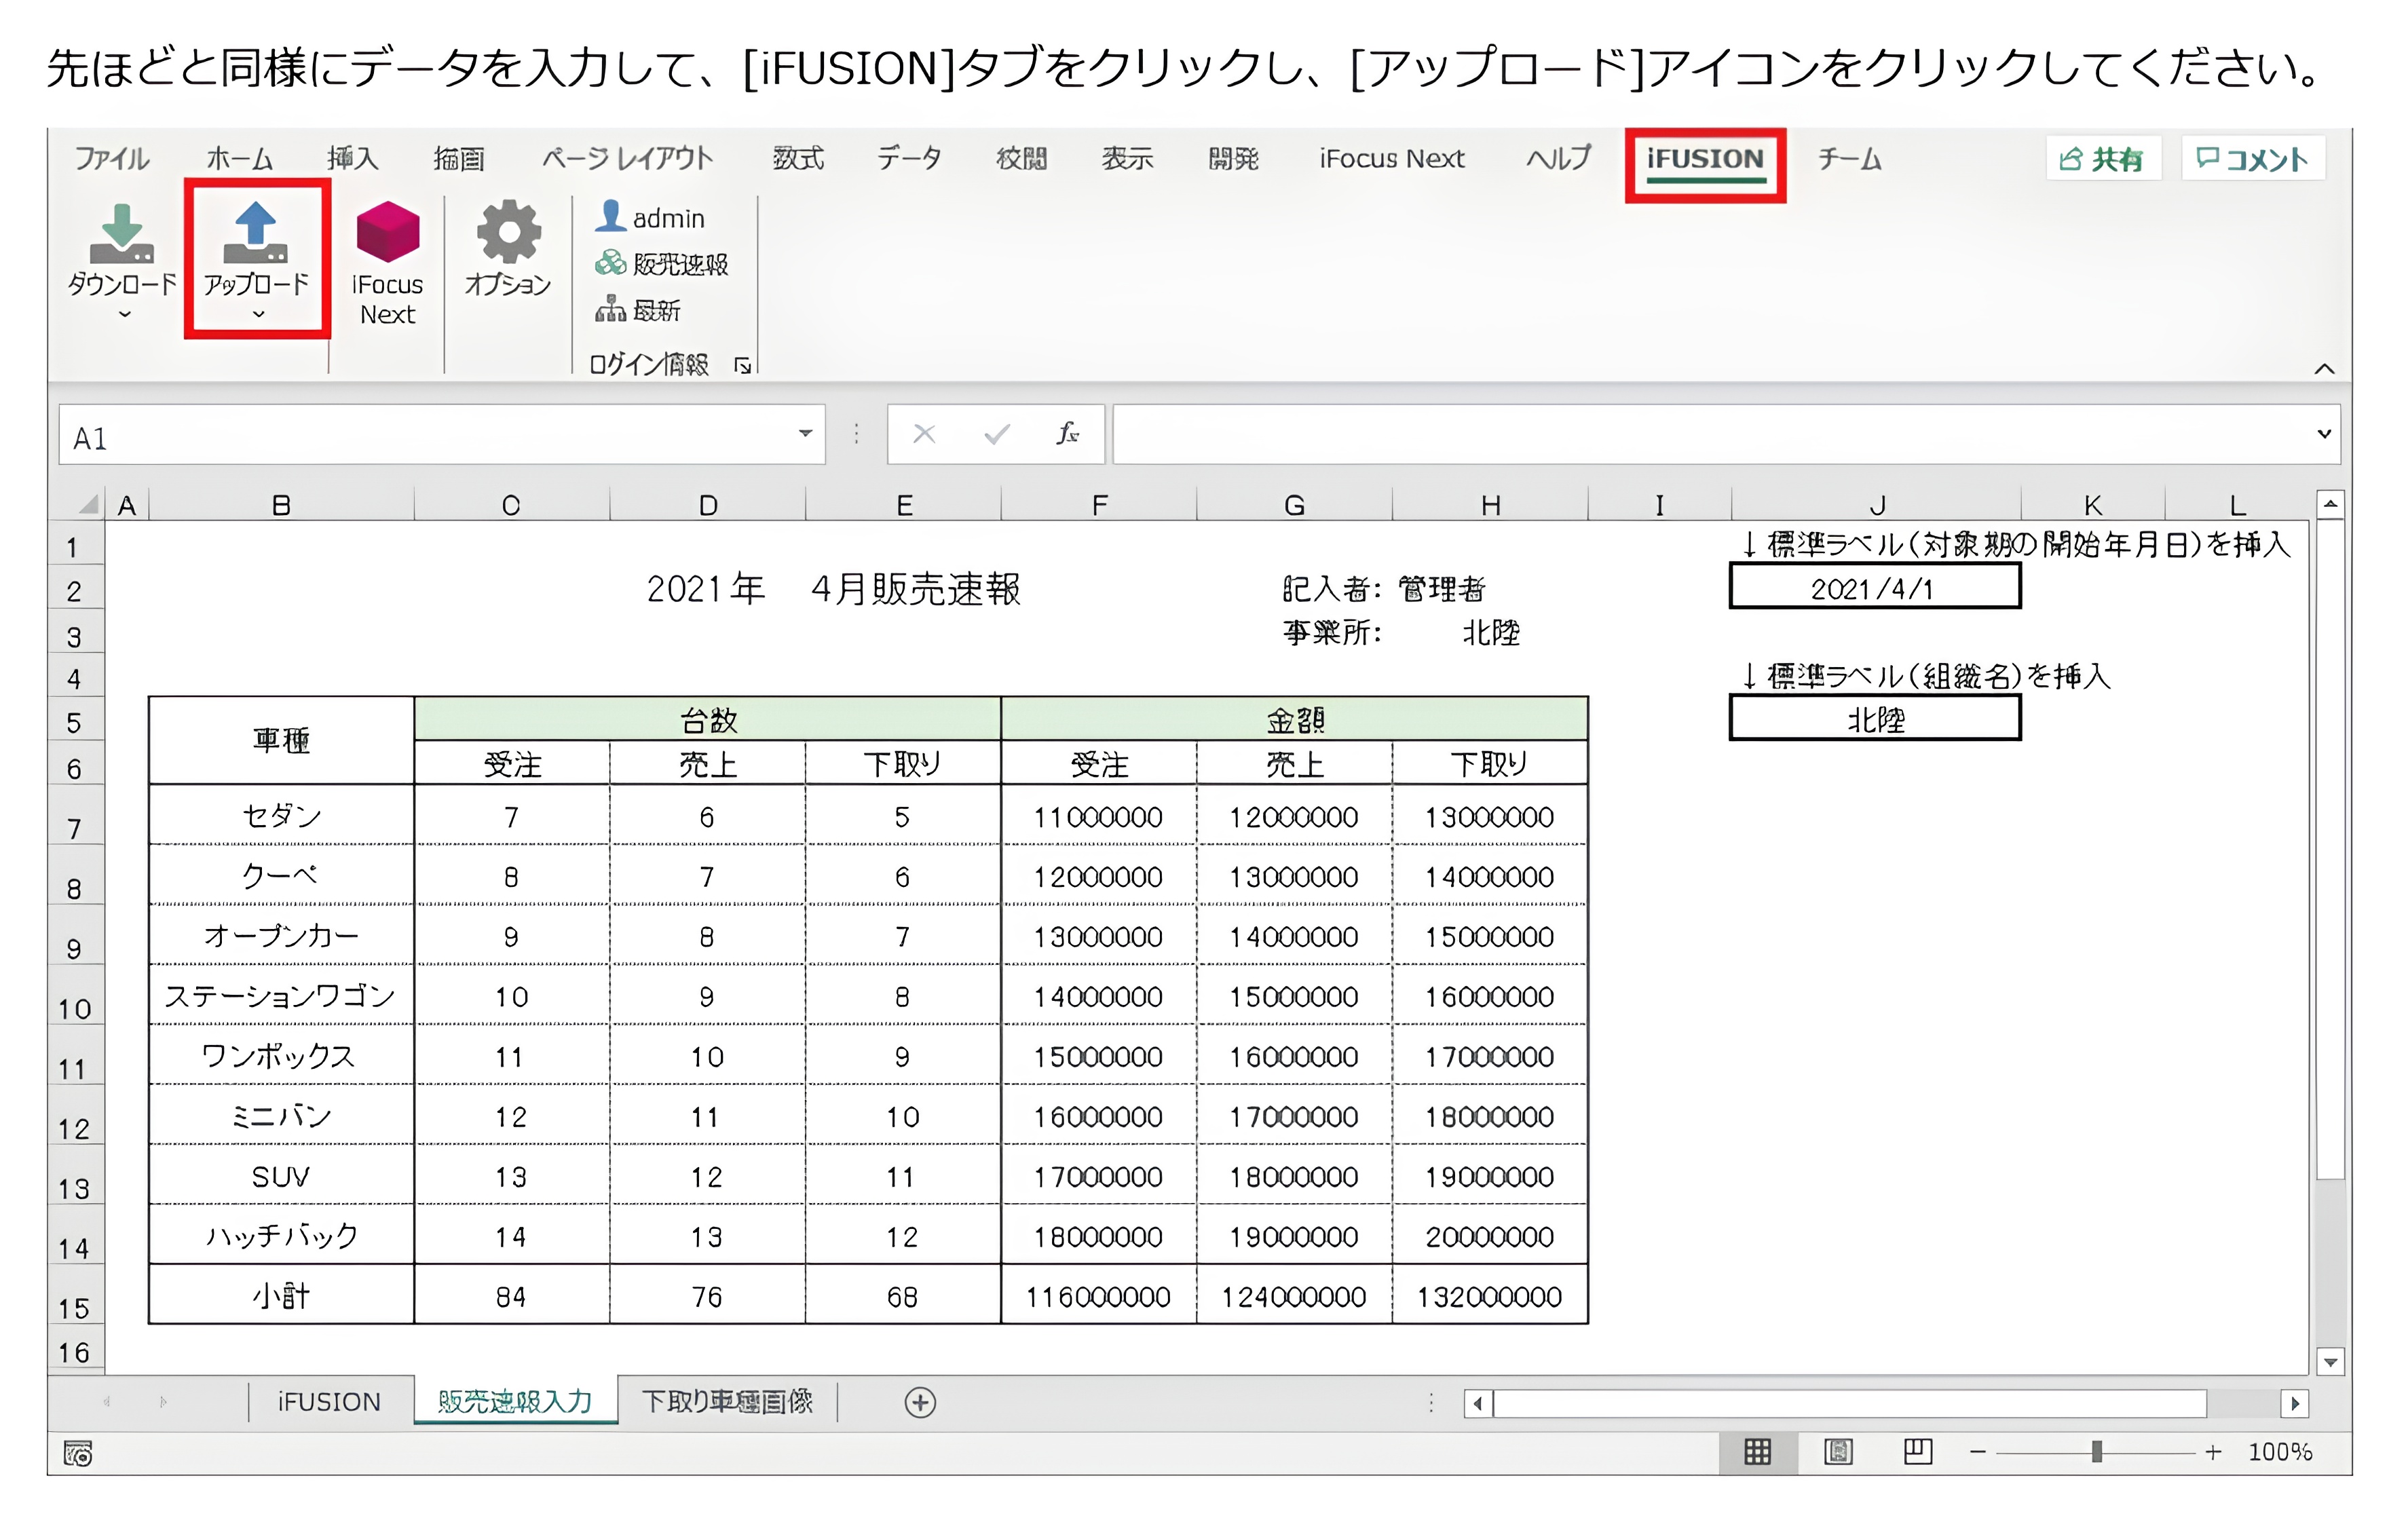 先ほどと同様にデータを入力して、[iFUSION]タブをクリックし、[アップロード]アイコンをクリックしてください。
ファイル ホーム 挿入 描画 ページ レイアウト 数式 データ 校閲 表示 開発 iFocus Next ヘルプ iFUSION チーム 共有 コメント
ダウンロード アップロード iFocus Next オプション
admin
販売速報
最新
ログイン情報
A1 fx
A B C D E F G H I J K L
1 ↓標準ラベル(対象期の開始年月日)を挿入
2 2021年 4月販売速報 記入者: 管理者 2021/4/1
3 事業所: 北陸
4 ↓標準ラベル(組織名)を挿入
5 車種 台数 金額 北陸
6 受注 売上 下取り 受注 売上 下取り
7 セダン 7 6 5 11000000 12000000 13000000
8 クーペ 8 7 6 12000000 13000000 14000000
9 オープンカー 9 8 7 13000000 14000000 15000000
10 ステーションワゴン 10 9 8 14000000 15000000 16000000
11 ワンボックス 11 10 9 15000000 16000000 17000000
12 ミニバン 12 11 10 16000000 17000000 18000000
13 SUV 13 12 11 17000000 18000000 19000000
14 ハッチバック 14 13 12 18000000 19000000 20000000
15 小計 84 76 68 116000000 124000000 132000000
16
iFUSION 販売速報入力 下取り車種画像
100%